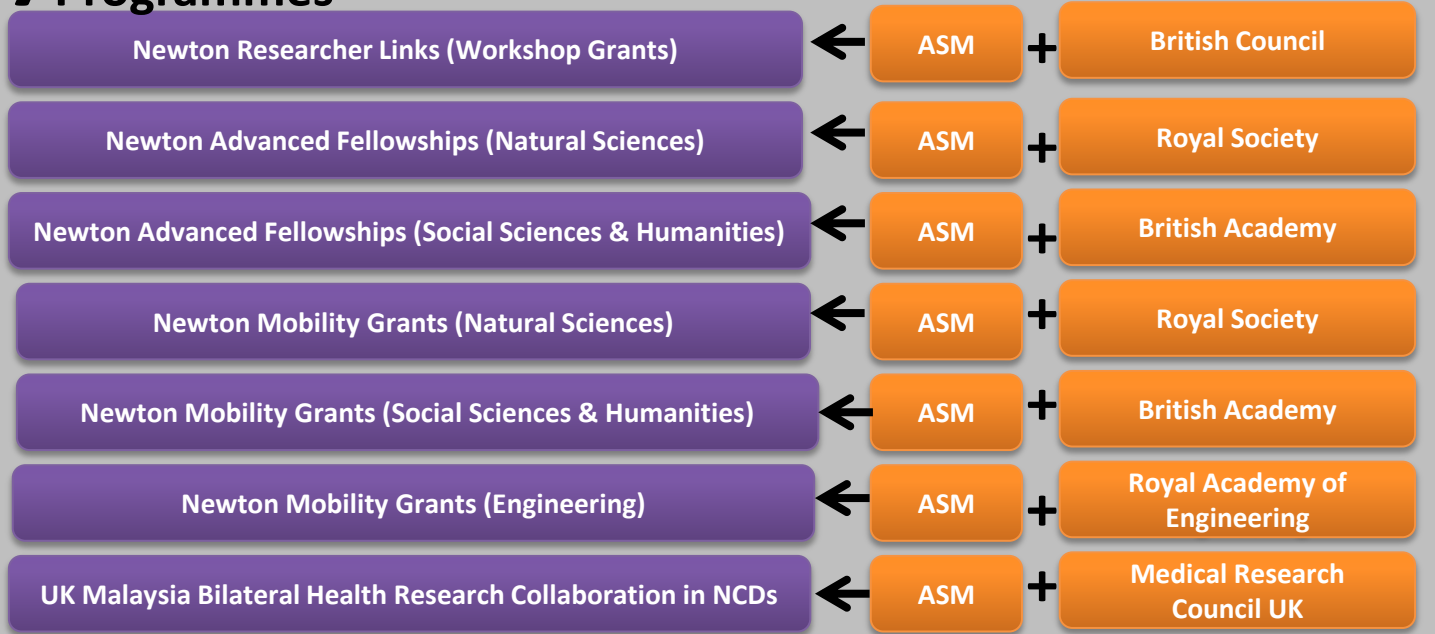 7 Programmes
Newton Researcher Links (Workshop Grants) ASM + British Council
Newton Advanced Fellowships (Natural Sciences) ASM + Royal Society
Newton Advanced Fellowships (Social Sciences & Humanities) ASM + British Academy
Newton Mobility Grants (Natural Sciences) ASM + Royal Society
Newton Mobility Grants (Social Sciences & Humanities) ASM + British Academy
Newton Mobility Grants (Engineering) ASM + Royal Academy of
Engineering
UK Malaysia Bilateral Health Research Collaboration in NCDs ASM + Medical Research
Council UK